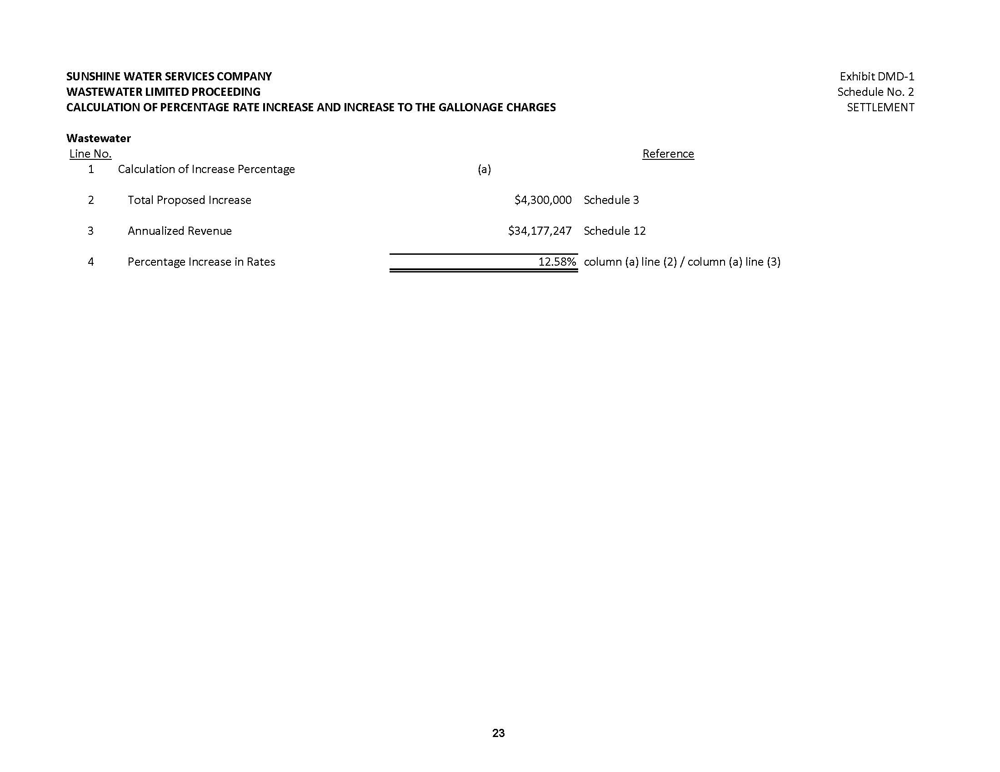 SUNSHINE WATER SERVICES COMPANY Exhibit DMD-1
WASTEWATER LIMITED PROCEEDING Schedule No. 2
CALCULATION OF PERCENTAGE RATE INCREASE AND INCREASE TO THE GALLONAGE CHARGES SETTLEMENT
Wastewater
Line No. Reference
1 Calculation of Increase Percentage (a)
2 Total Proposed Increase $4,300,000 Schedule 3
3 Annualized Revenue $34,177,247 Schedule 12
4 Percentage Increase in Rates 12.58% column (a) line (2) / column (a) line (3)
23